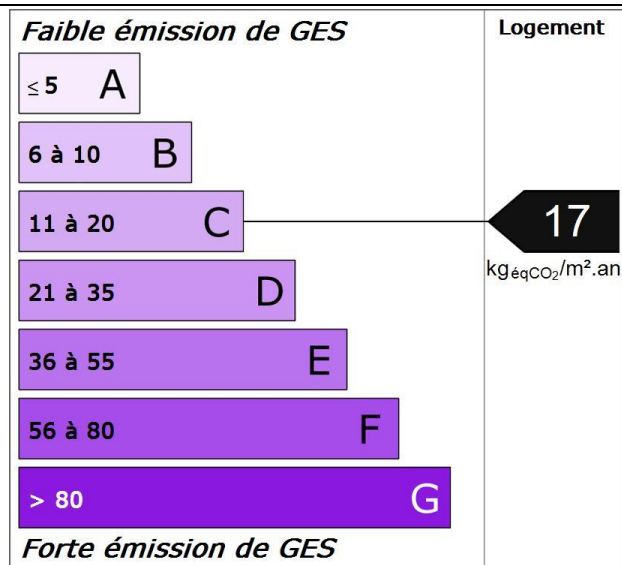 Faible émission de GES
Logement
≤ 5 A
6 à 10 B
11 à 20 C
17
kgéqCO₂/m².an
21 à 35 D
36 à 55 E
56 à 80 F
> 80 G
Forte émission de GES